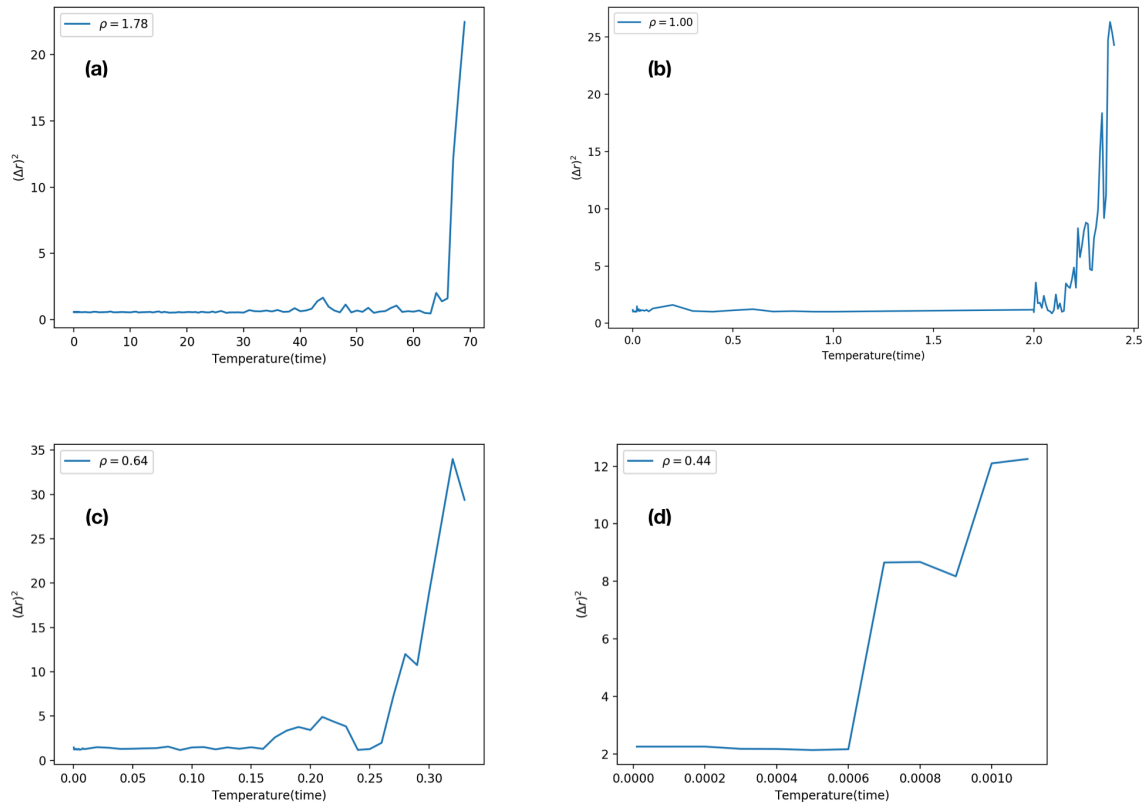 ρ = 1.78
(a)
(Δr)²
20
15
10
5
0
0 10 20 30 40 50 60 70
Temperature(time)
ρ = 1.00
(b)
(Δr)²
25
20
15
10
5
0
0.0 0.5 1.0 1.5 2.0 2.5
Temperature(time)
ρ = 0.64
(c)
(Δr)²
35
30
25
20
15
10
5
0
0.00 0.05 0.10 0.15 0.20 0.25 0.30
Temperature(time)
ρ = 0.44
(d)
(Δr)²
12
10
8
6
4
2
0.0000 0.0002 0.0004 0.0006 0.0008 0.0010
Temperature(time)